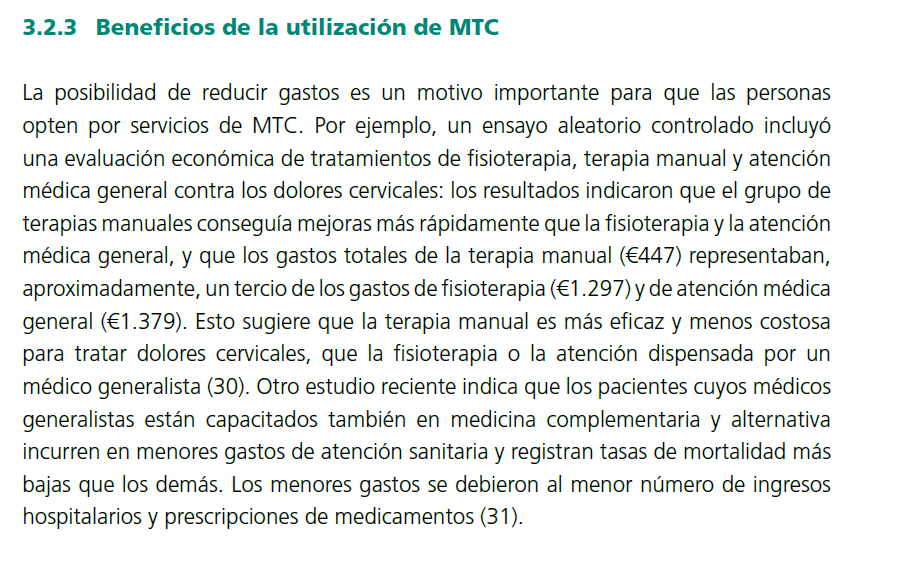 3.2.3 Beneficios de la utilización de MTC
La posibilidad de reducir gastos es un motivo importante para que las personas
opten por servicios de MTC. Por ejemplo, un ensayo aleatorio controlado incluyó
una evaluación económica de tratamientos de fisioterapia, terapia manual y atención
médica general contra los dolores cervicales: los resultados indicaron que el grupo de
terapias manuales conseguía mejoras más rápidamente que la fisioterapia y la atención
médica general, y que los gastos totales de la terapia manual (€447) representaban,
aproximadamente, un tercio de los gastos de fisioterapia (€1.297) y de atención médica
general (€1.379). Esto sugiere que la terapia manual es más eficaz y menos costosa
para tratar dolores cervicales, que la fisioterapia o la atención dispensada por un
médico generalista (30). Otro estudio reciente indica que los pacientes cuyos médicos
generalistas están capacitados también en medicina complementaria y alternativa
incurren en menores gastos de atención sanitaria y registran tasas de mortalidad más
bajas que los demás. Los menores gastos se debieron al menor número de ingresos
hospitalarios y prescripciones de medicamentos (31).